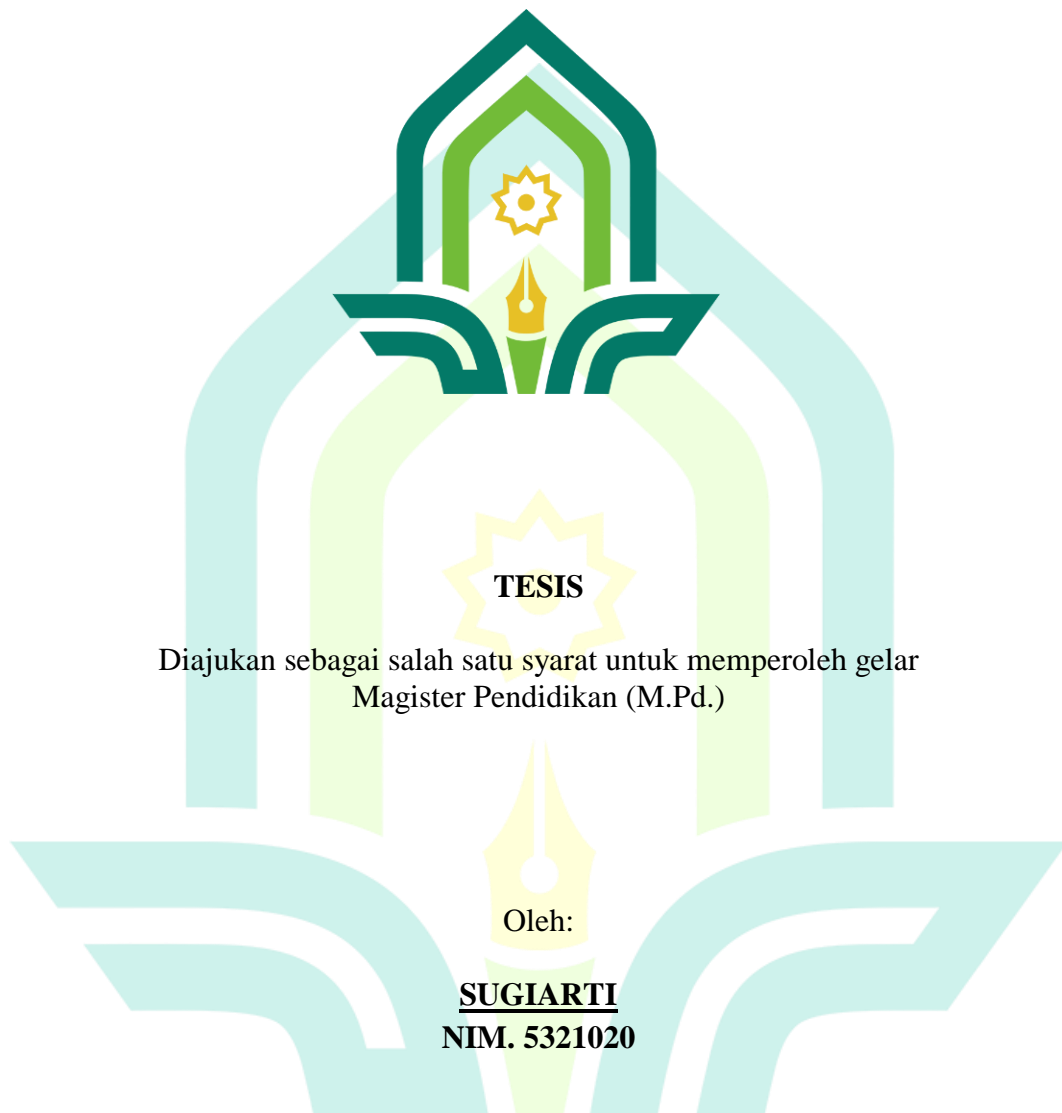 TESIS
Diajukan sebagai salah satu syarat untuk memperoleh gelar
Magister Pendidikan (M.Pd.)
Oleh:
SUGIARTI
NIM. 5321020